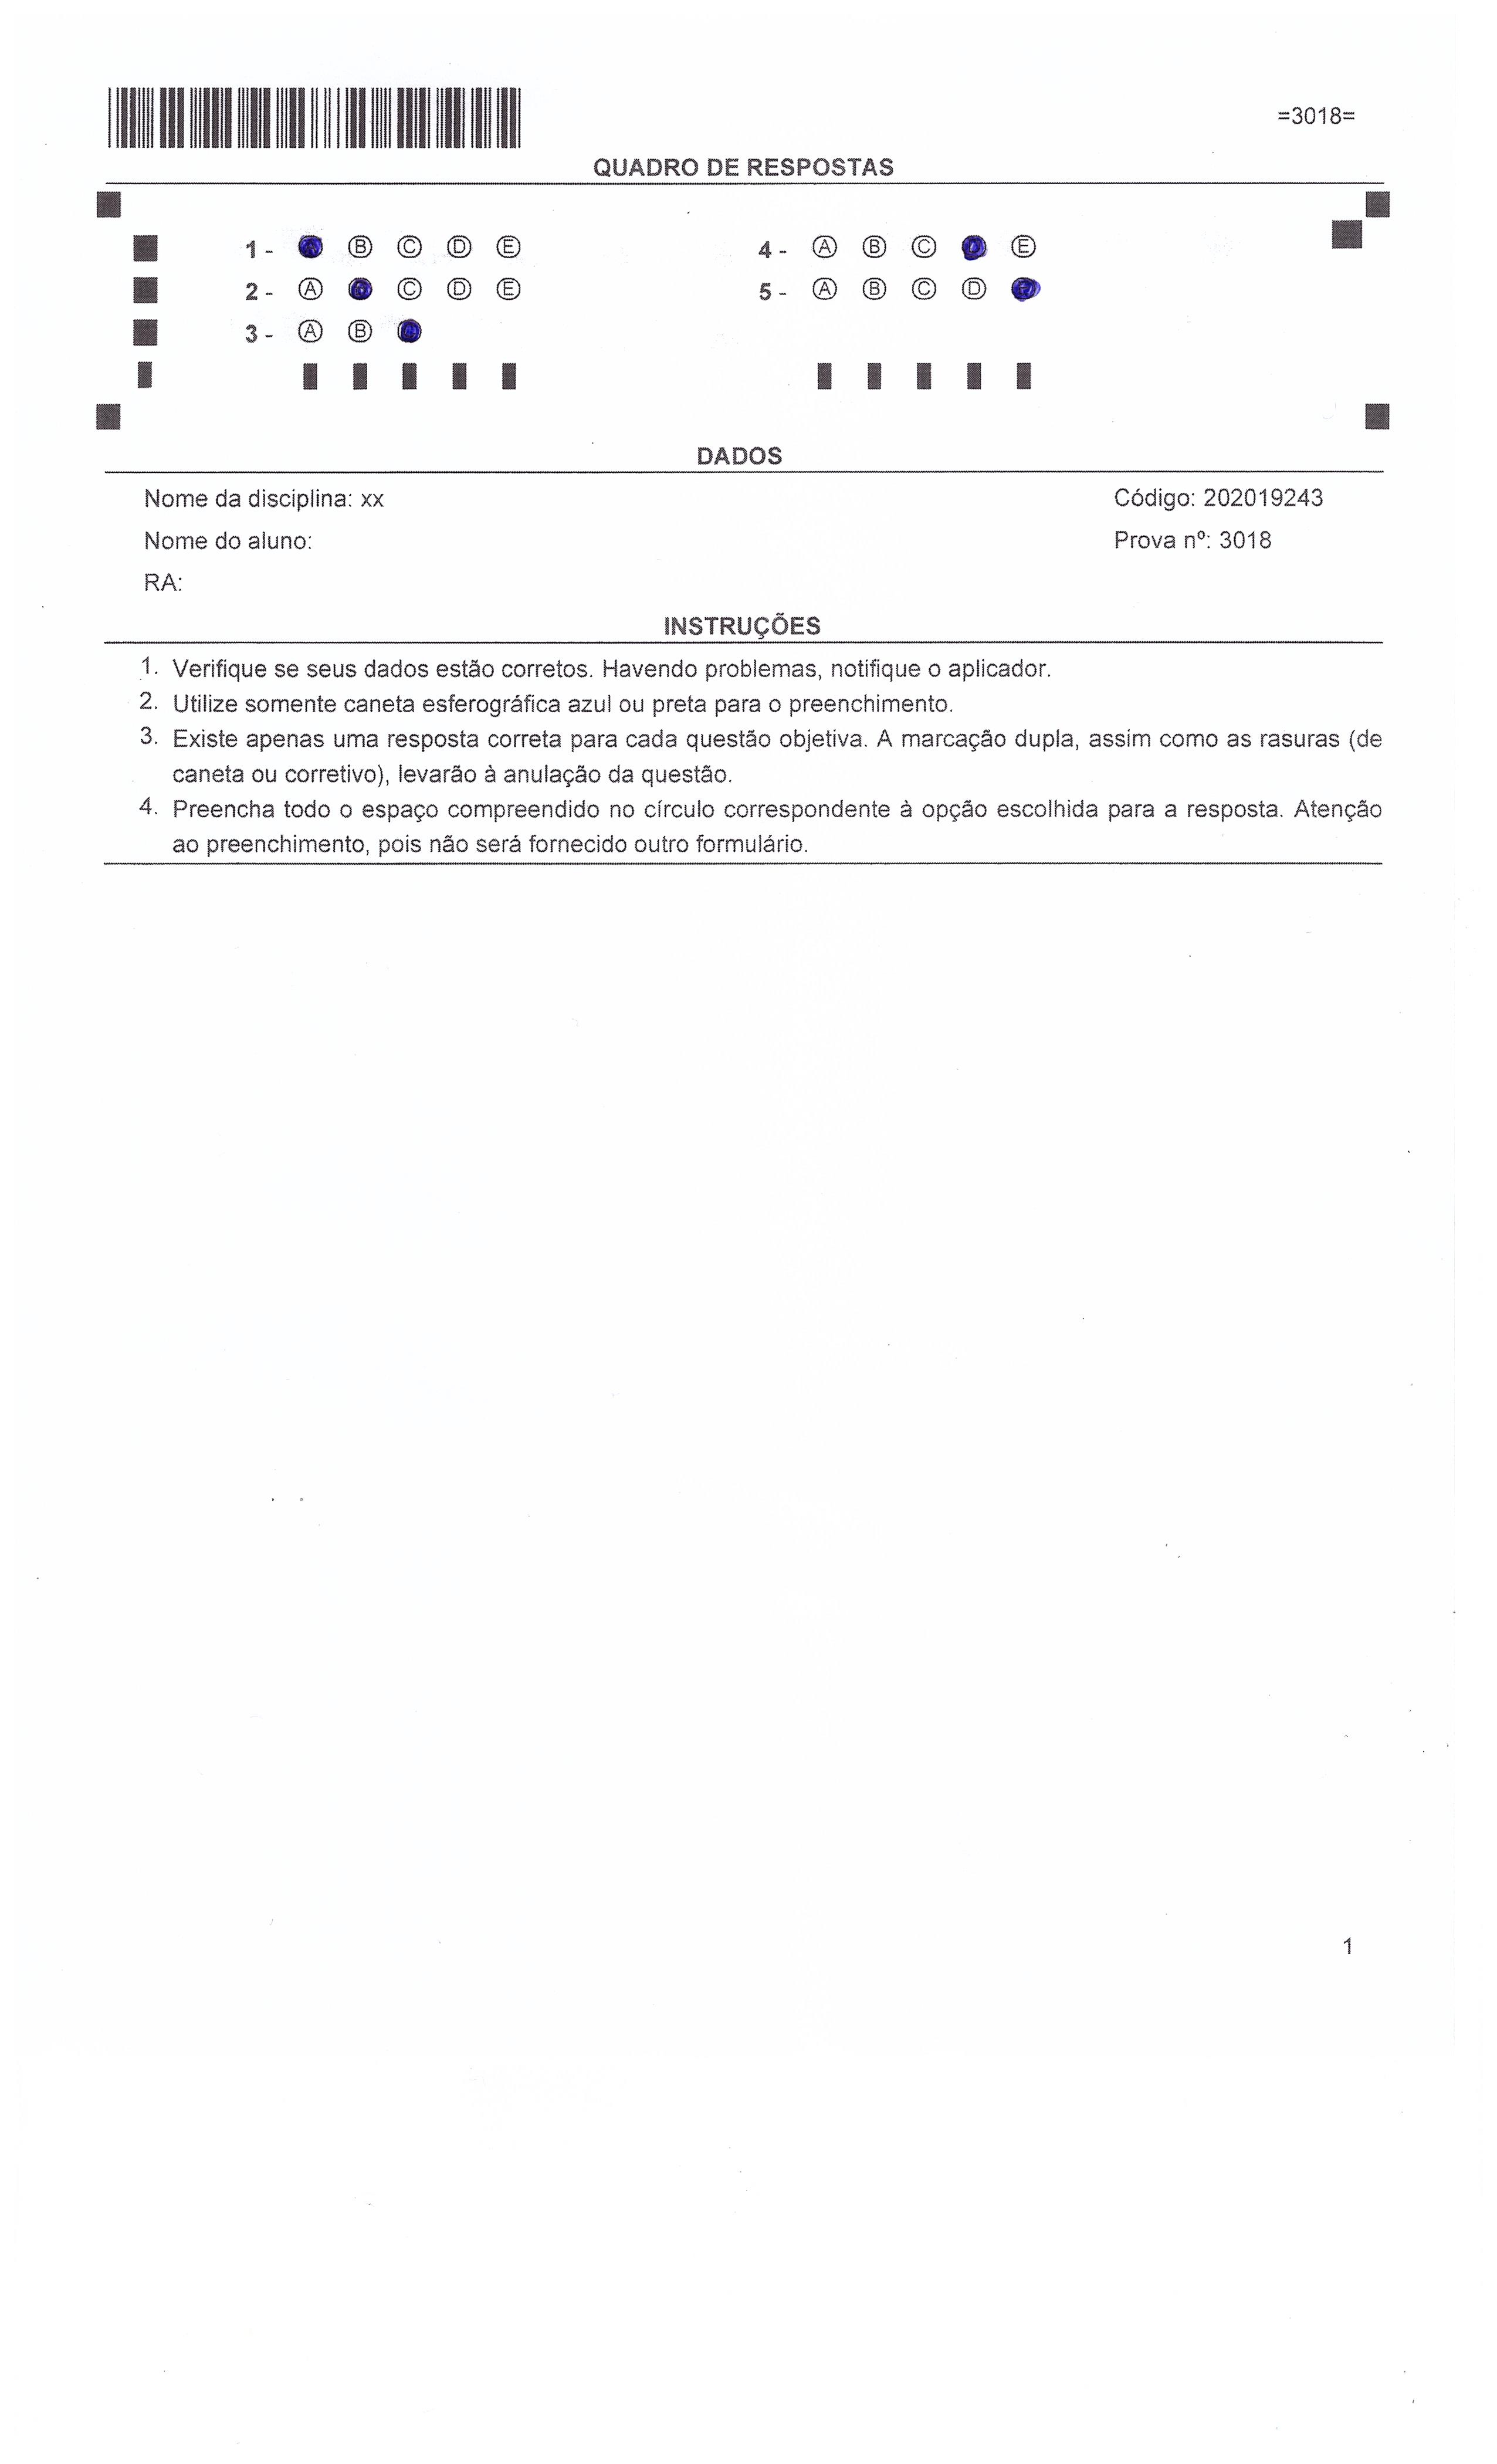 =3018=
QUADRO DE RESPOSTAS
1 - A B C D E 4 - A B C D E
2 - A B C D E 5 - A B C D E
3 - A B C
DADOS
Nome da disciplina: xx Código: 202019243
Nome do aluno: Prova nº: 3018
RA:
INSTRUÇÕES
1. Verifique se seus dados estão corretos. Havendo problemas, notifique o aplicador.
2. Utilize somente caneta esferográfica azul ou preta para o preenchimento.
3. Existe apenas uma resposta correta para cada questão objetiva. A marcação dupla, assim como as rasuras (de
caneta ou corretivo), levarão à anulação da questão.
4. Preencha todo o espaço compreendido no círculo correspondente à opção escolhida para a resposta. Atenção
ao preenchimento, pois não será fornecido outro formulário.
1